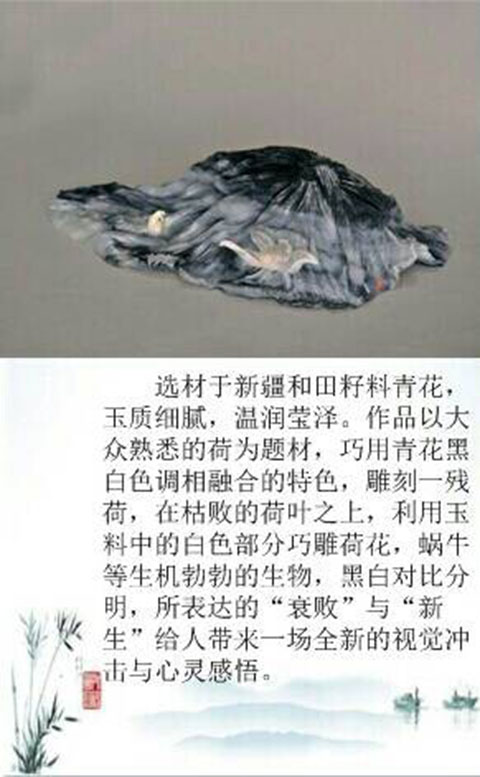 选材于新疆和田籽料青花，
玉质细腻，温润莹泽。作品以大
众熟悉的荷为题材，巧用青花黑
白色调相融合的特色，雕刻一残
荷，在枯败的荷叶之上，利用玉
料中的白色部分巧雕荷花，蜗牛
等生机勃勃的生物，黑白对比分
明，所表达的“衰败”与“新
生”给人带来一场全新的视觉冲
击与心灵感悟。